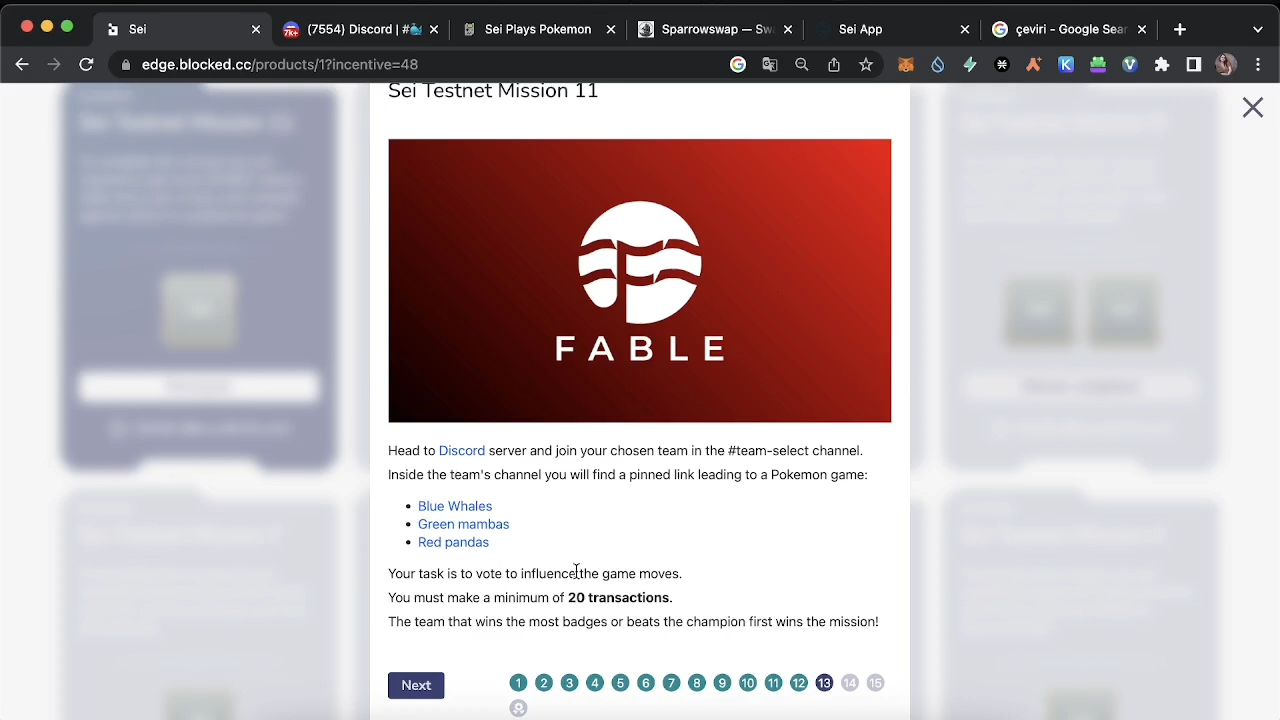 Sei
(7554) Discord | #
7K+
Sei Plays Pokemon
Sparrowswap — Sw
Sei App
çeviri - Google Sear
edge.blocked.cc/products/1?incentive=48
Sei Testnet Mission 11
FABLE
Head to Discord server and join your chosen team in the #team-select channel.
Inside the team's channel you will find a pinned link leading to a Pokemon game:
• Blue Whales
• Green mambas
• Red pandas
Your task is to vote to influence the game moves.
You must make a minimum of 20 transactions.
The team that wins the most badges or beats the champion first wins the mission!
Next
1 2 3 4 5 6 7 8 9 10 11 12 13 14 15